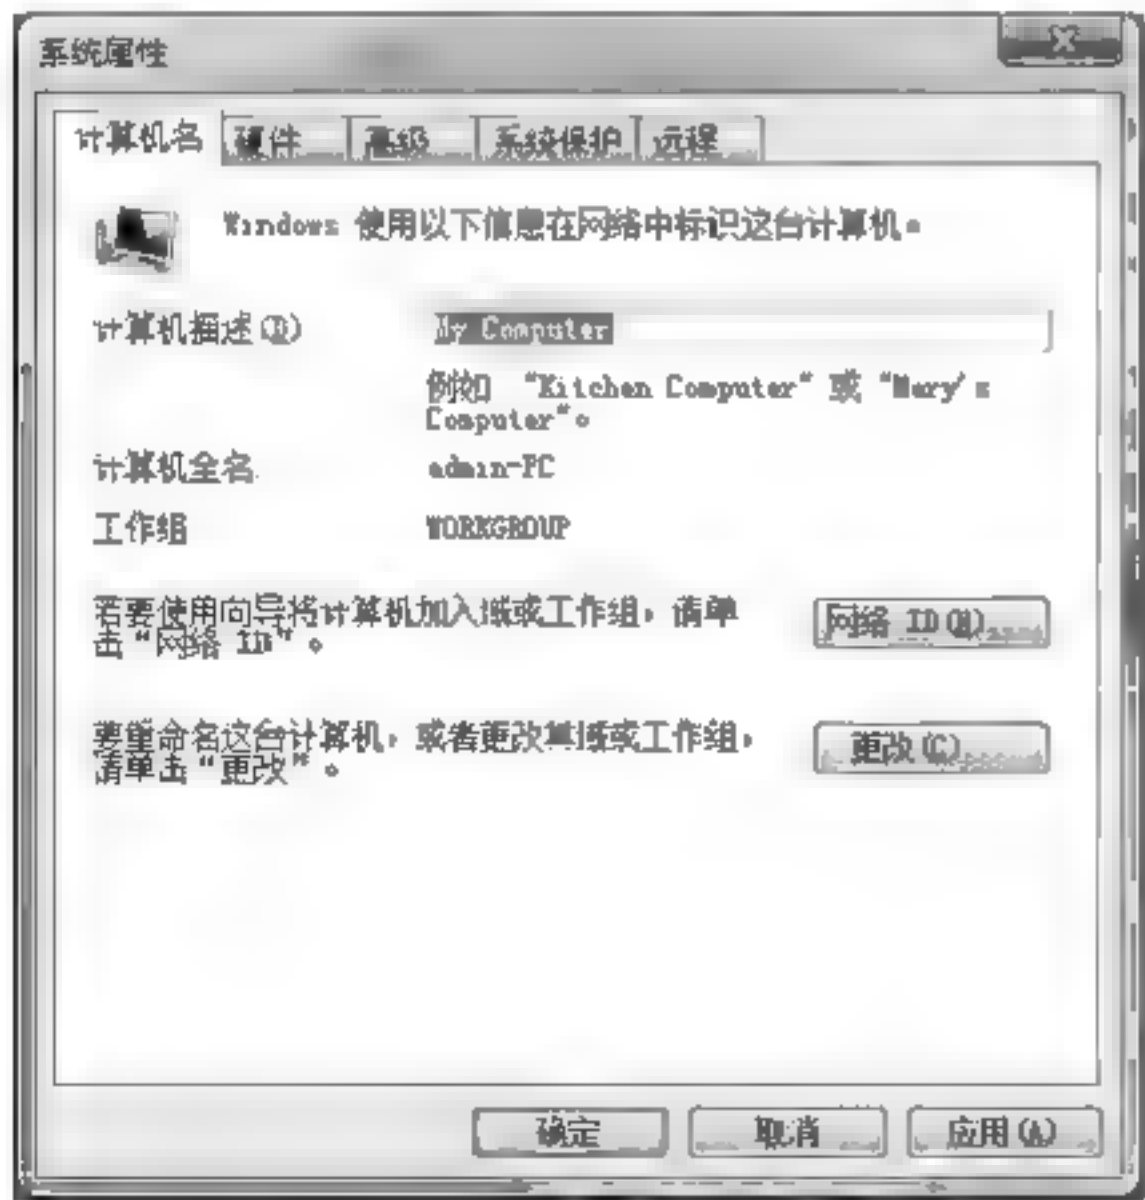 系统属性
计算机名 硬件 高级 系统保护 远程
Windows 使用以下信息在网络中标识这台计算机。
计算机描述(D) My Computer
例如 "Kitchen Computer" 或 "Mary's
Computer"。
计算机全名 admin-PC
工作组 WORKGROUP
若要使用向导将计算机加入域或工作组，请单
击“网络 ID”。
网络 ID(N)
要重命名这台计算机，或者更改其域或工作组，
请单击“更改”。
更改(C)
确定 取消 应用(A)